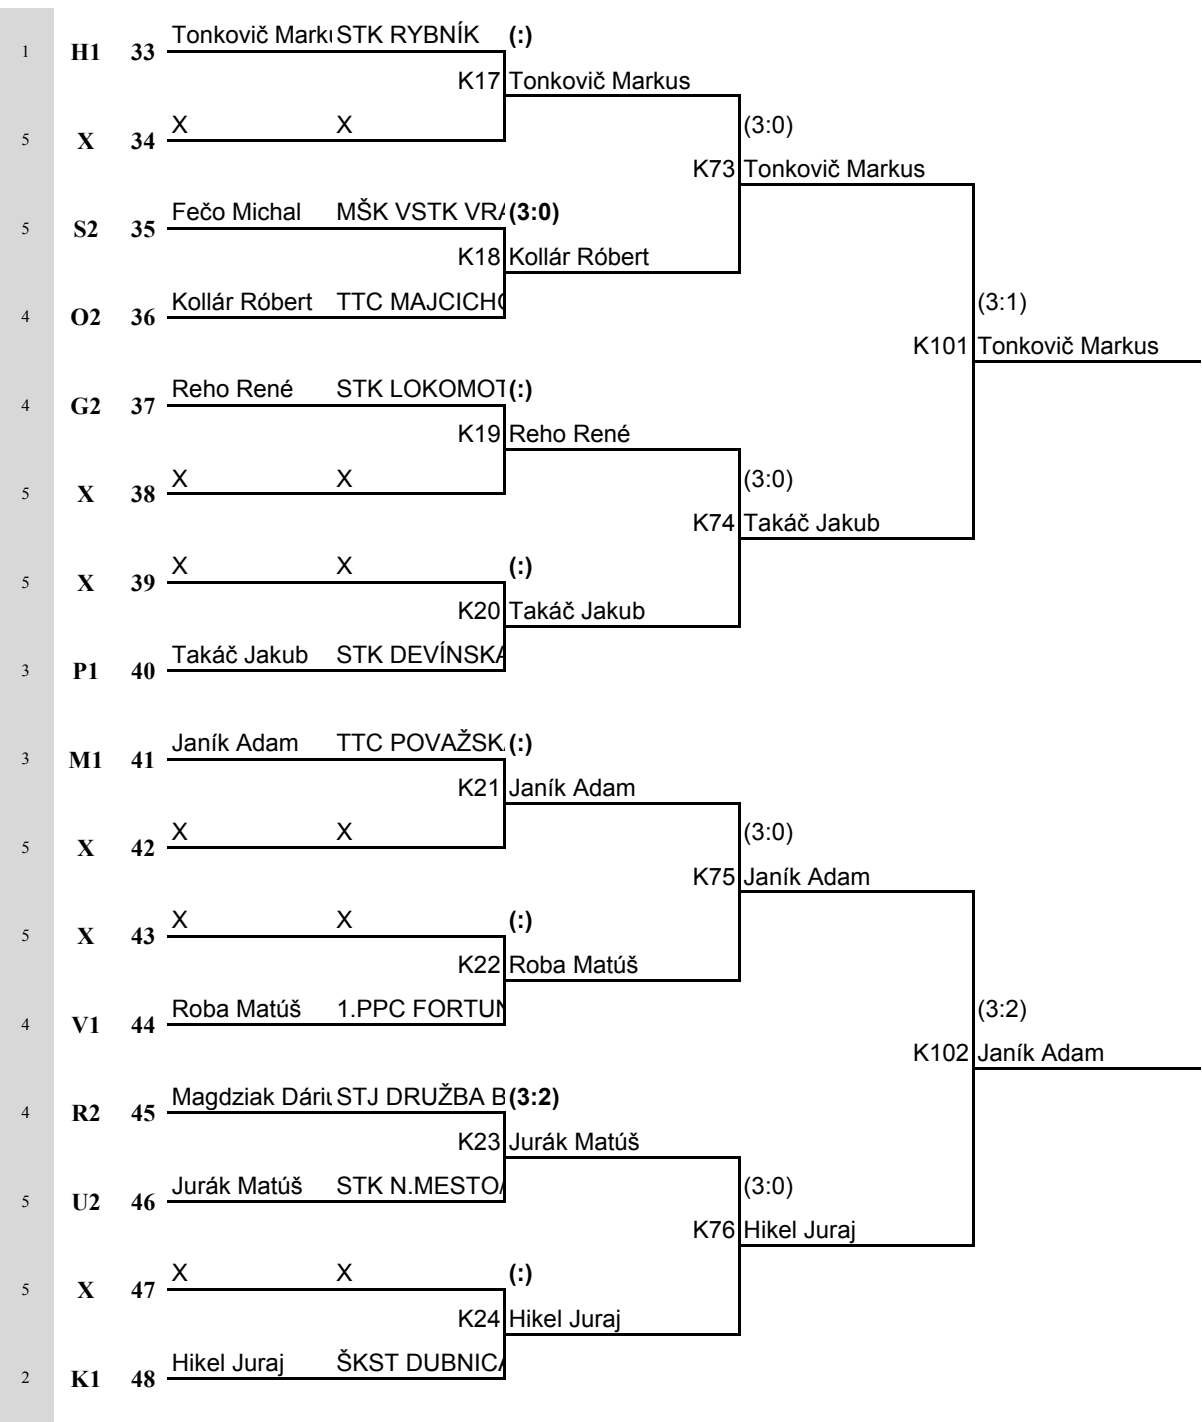 1 H1 33 Tonkovič Mark STK RYBNÍK (:)
K17 Tonkovič Markus
5 X 34 X X (3:0)
K73 Tonkovič Markus
5 S2 35 Fečo Michal MŠK VSTK VR (3:0)
K18 Kollár Róbert
4 O2 36 Kollár Róbert TTC MAJCICH (3:1)
K101 Tonkovič Markus
4 G2 37 Reho René STK LOKOMOT (:)
K19 Reho René
5 X 38 X X (3:0)
K74 Takáč Jakub
5 X 39 X X (:)
K20 Takáč Jakub
3 P1 40 Takáč Jakub STK DEVÍNSKA
3 M1 41 Janík Adam TTC POVAŽSK (:)
K21 Janík Adam
5 X 42 X X (3:0)
K75 Janík Adam
5 X 43 X X (:)
K22 Roba Matúš
4 V1 44 Roba Matúš 1.PPC FORTUN (3:2)
K102 Janík Adam
4 R2 45 Magdziak Dári STJ DRUŽBA B (3:2)
K23 Jurák Matúš
5 U2 46 Jurák Matúš STK N.MESTO/ (3:0)
K76 Hikel Juraj
5 X 47 X X (:)
K24 Hikel Juraj
2 K1 48 Hikel Juraj ŠKST DUBNICA